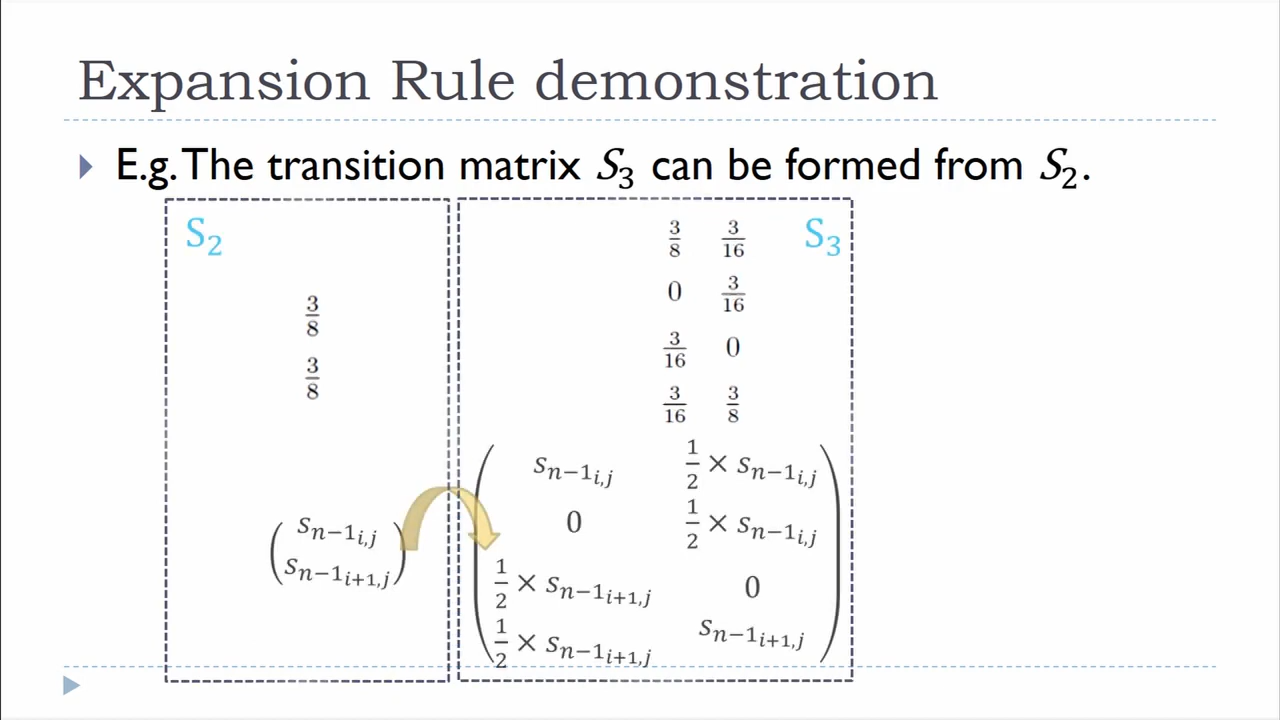 Expansion Rule demonstration
E.g. The transition matrix S₃ can be formed from S₂.
S₂
3/8
3/8
(sₙ₋₁ᵢ,ⱼ
sₙ₋₁ᵢ₊₁,ⱼ)
S₃
3/8 3/16
0 3/16
3/16 0
3/16 3/8
(sₙ₋₁ᵢ,ⱼ 1/2 × sₙ₋₁ᵢ,ⱼ
0 1/2 × sₙ₋₁ᵢ,ⱼ
1/2 × sₙ₋₁ᵢ₊₁,ⱼ 0
1/2 × sₙ₋₁ᵢ₊₁,ⱼ sₙ₋₁ᵢ₊₁,ⱼ)